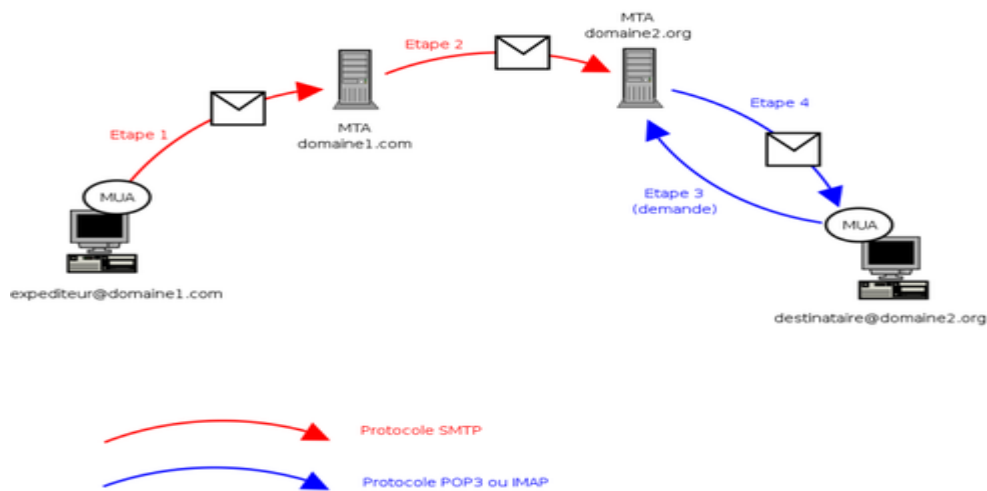 MTA
domaine2.org
Etape 2
Etape 1
MTA
domaine1.com
Etape 4
Etape 3
(demande)
MUA
MUA
expediteur@domaine1.com
destinataire@domaine2.org
Protocole SMTP
Protocole POP3 ou IMAP